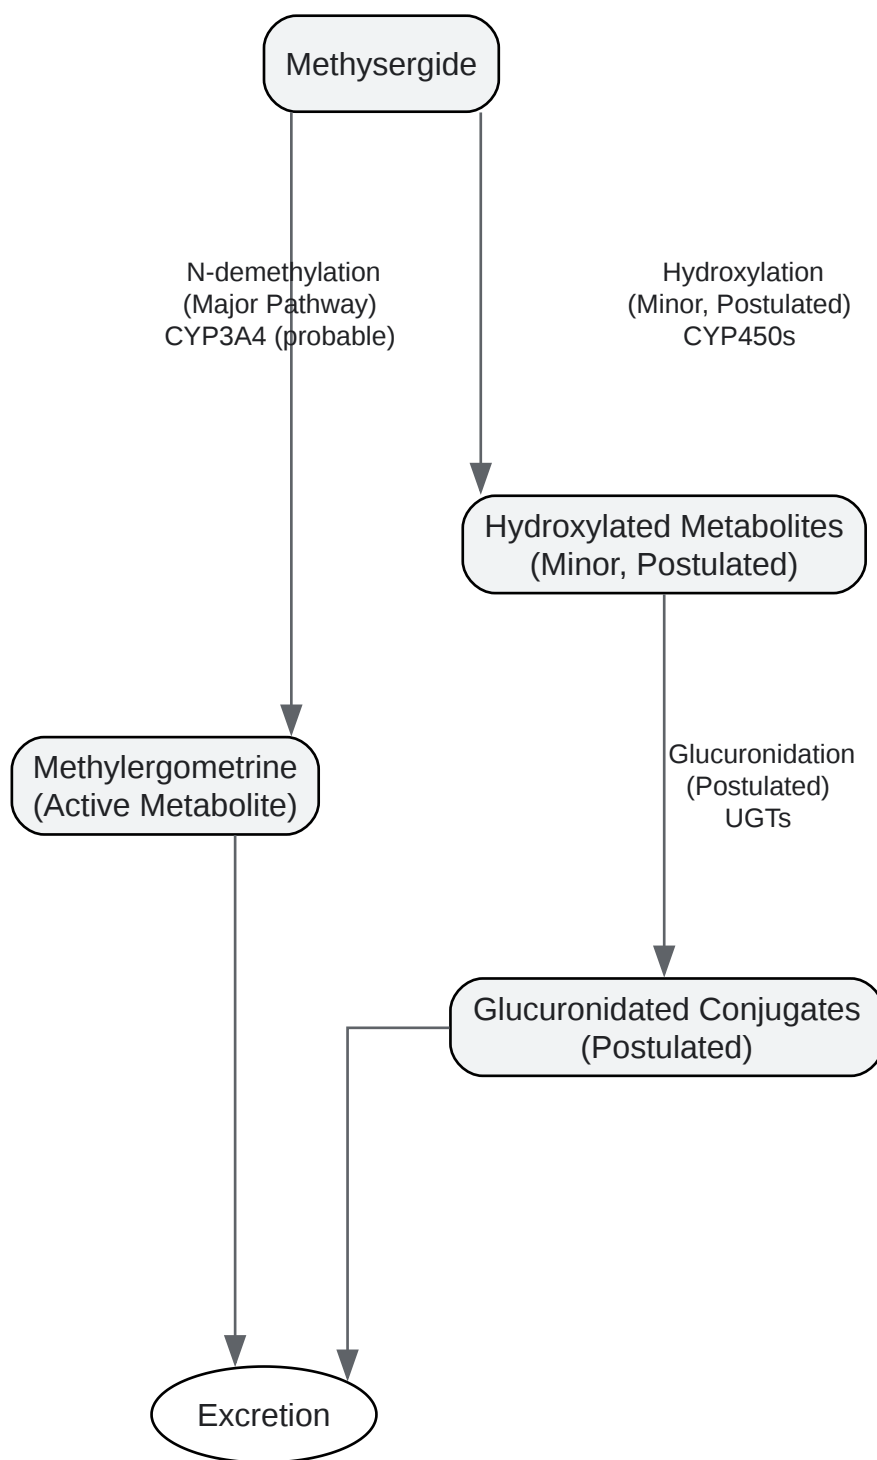 Methysergide
N-demethylation
(Major Pathway)
CYP3A4 (probable)
Hydroxylation
(Minor, Postulated)
CYP450s
Hydroxylated Metabolites
(Minor, Postulated)
Methylergometrine
(Active Metabolite)
Glucuronidation
(Postulated)
UGTs
Glucuronidated Conjugates
(Postulated)
Excretion